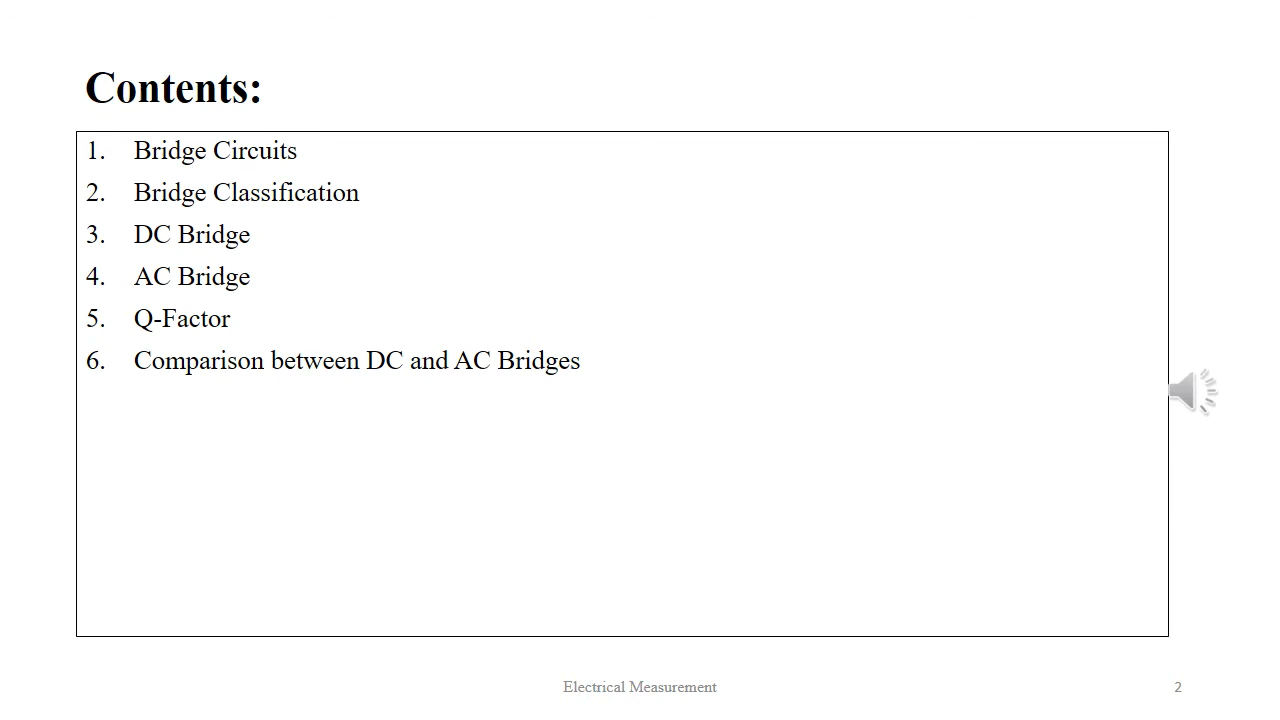 Contents:
1. Bridge Circuits
2. Bridge Classification
3. DC Bridge
4. AC Bridge
5. Q-Factor
6. Comparison between DC and AC Bridges
Electrical Measurement
2